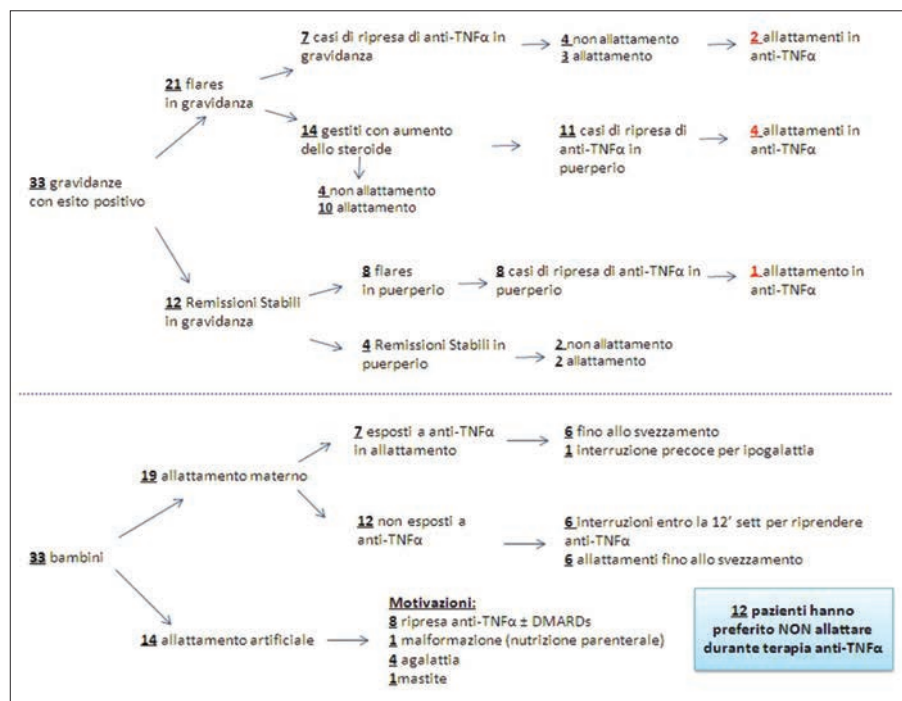 7 casi di ripresa di anti-TNFα in
gravidanza
4 non allattamento
3 allattamento
2 allattamenti in
anti-TNFα
21 flares
in gravidanza
14 gestiti con aumento
dello steroide
11 casi di ripresa di
anti-TNFα in
puerperio
4 allattamenti in
anti-TNFα
33 gravidanze
con esito positivo
4 non allattamento
10 allattamento
8 flares
in puerperio
8 casi di ripresa di anti-TNFα in
puerperio
1 allattamento in
anti-TNFα
12 Remissioni Stabili
in gravidanza
4 Remissioni Stabili in
puerperio
2 non allattamento
2 allattamento
7 esposti a anti-TNFα
in allattamento
6 fino allo svezzamento
1 interruzione precoce per ipogalattia
19 allattamento materno
12 non esposti a
anti-TNFα
6 interruzioni entro la 12' sett per riprendere
anti-TNFα
6 allattamenti fino allo svezzamento
33 bambini
14 allattamento artificiale
Motivazioni:
8 ripresa anti-TNFα ± DMARDs
1 malformazione (nutrizione parenterale)
4 agalattia
1mastite
12 pazienti hanno
preferito NON allattare
durante terapia anti-TNFα